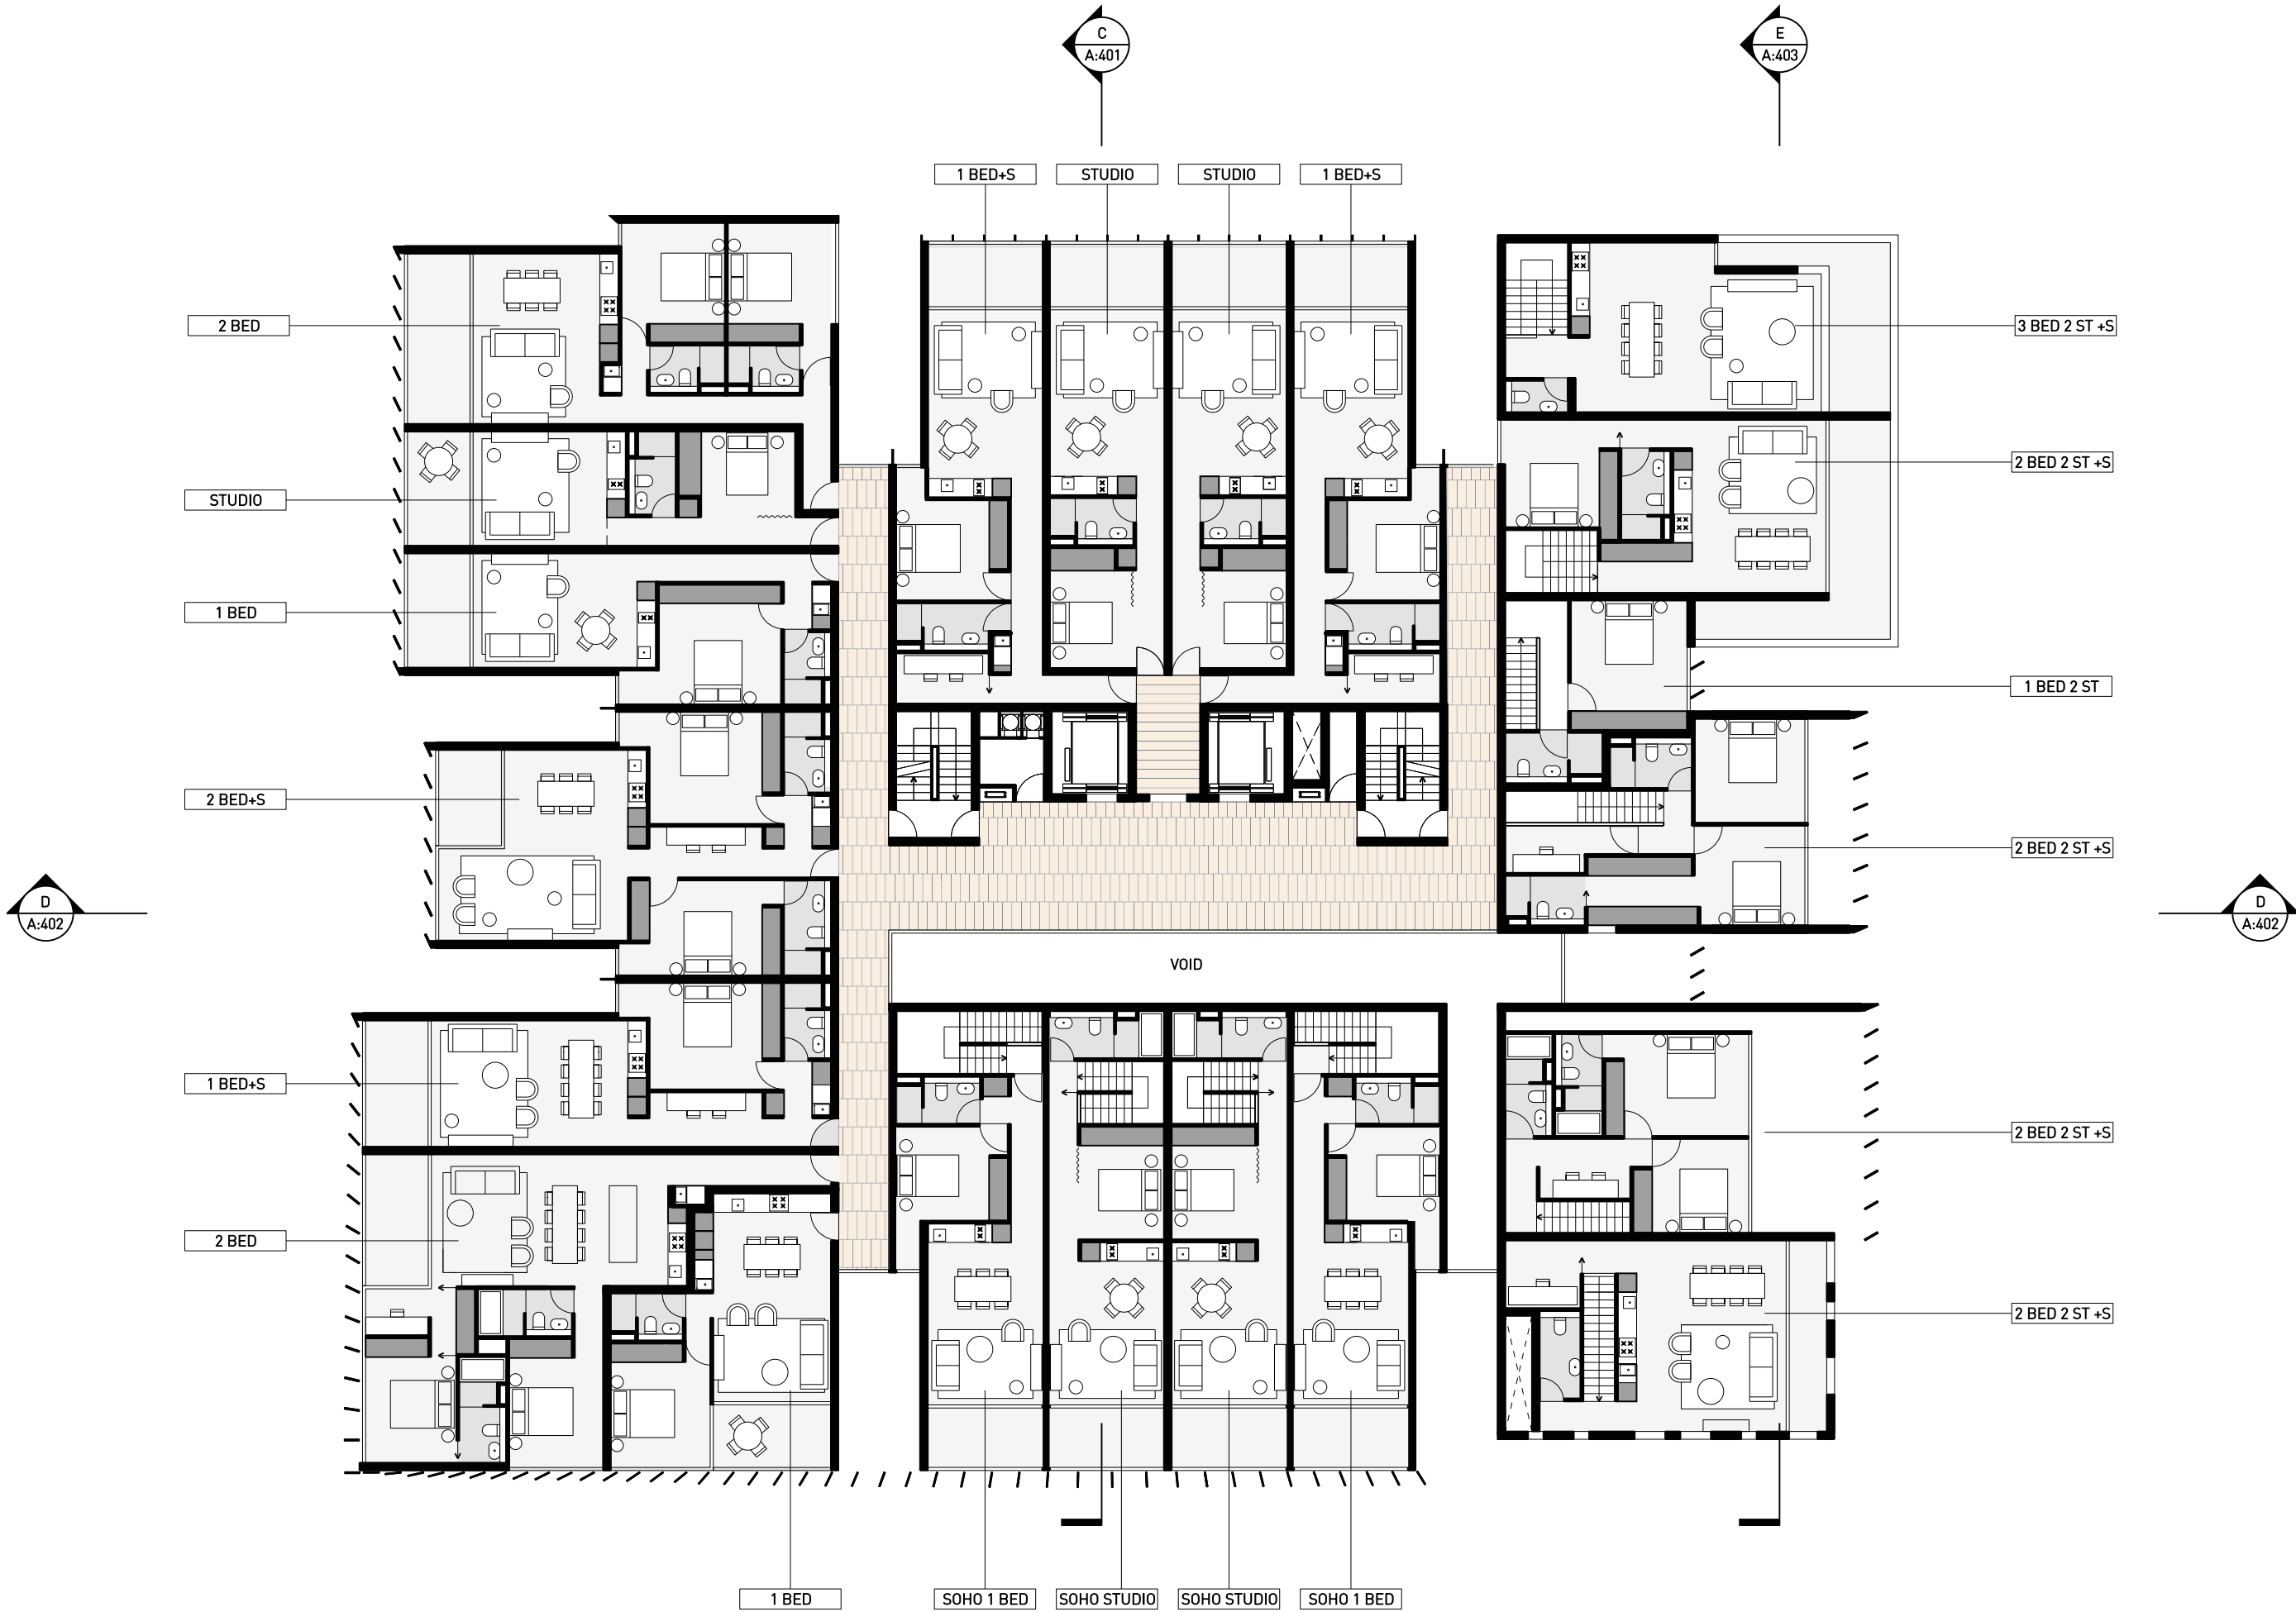 C
A:401
E
A:403
1 BED+S
STUDIO
STUDIO
1 BED+S
2 BED
3 BED 2 ST +S
2 BED 2 ST +S
STUDIO
1 BED
1 BED 2 ST
2 BED+S
2 BED 2 ST +S
D
A:402
D
A:402
VOID
1 BED+S
2 BED 2 ST +S
2 BED
2 BED 2 ST +S
1 BED
SOHO 1 BED
SOHO STUDIO
SOHO STUDIO
SOHO 1 BED